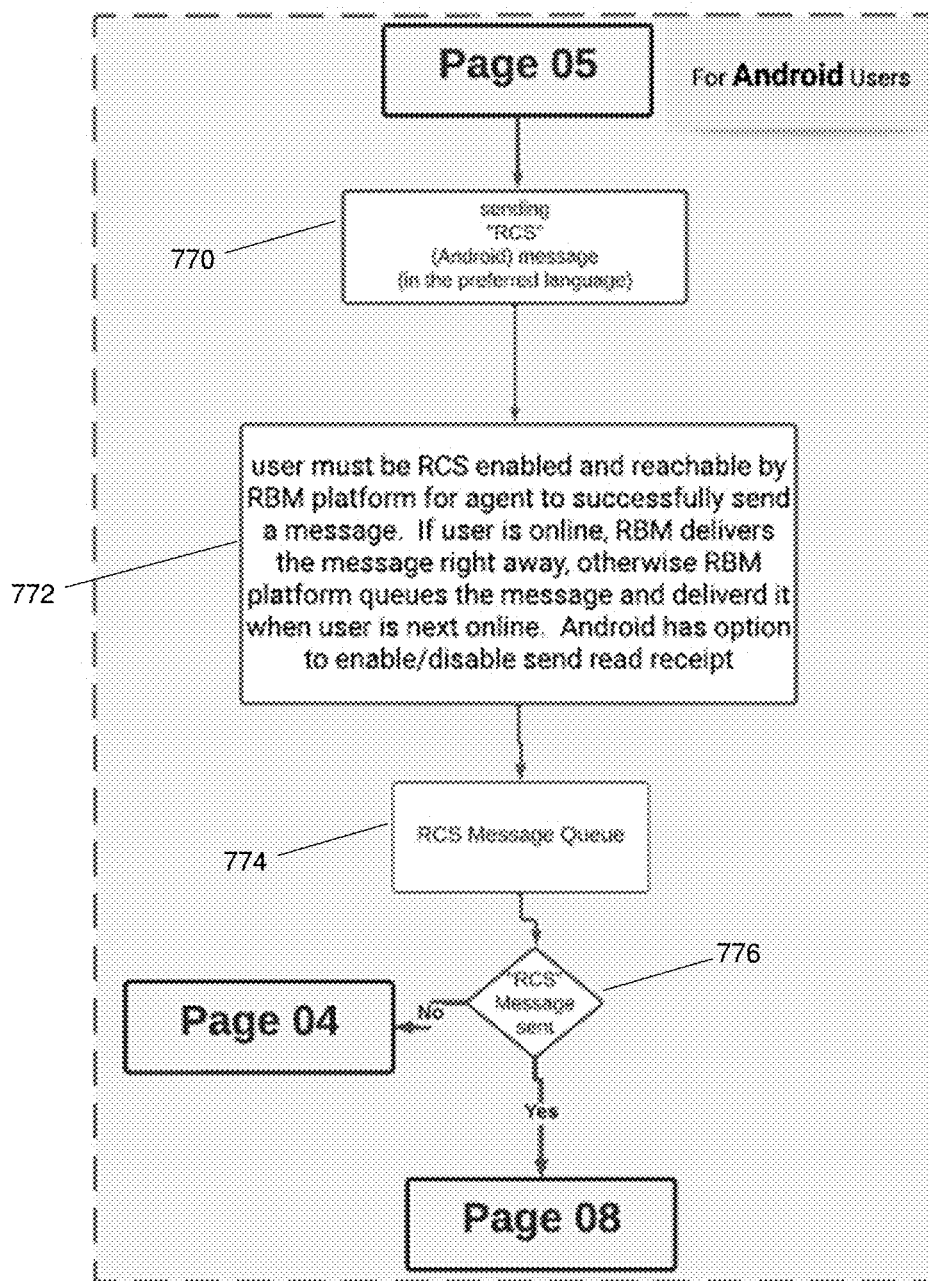 Page 05
For Android Users
sending
"RCS"
(Android) message
(in the preferred language)
770
user must be RCS enabled and reachable by
RBM platform for agent to successfully send
a message. If user is online, RBM delivers
the message right away, otherwise RBM
platform queues the message and deliverd it
when user is next online. Android has option
to enable/disable send read receipt
772
RCS Message Queue
774
"RCS"
Message
sent
776
No
Page 04
Yes
Page 08